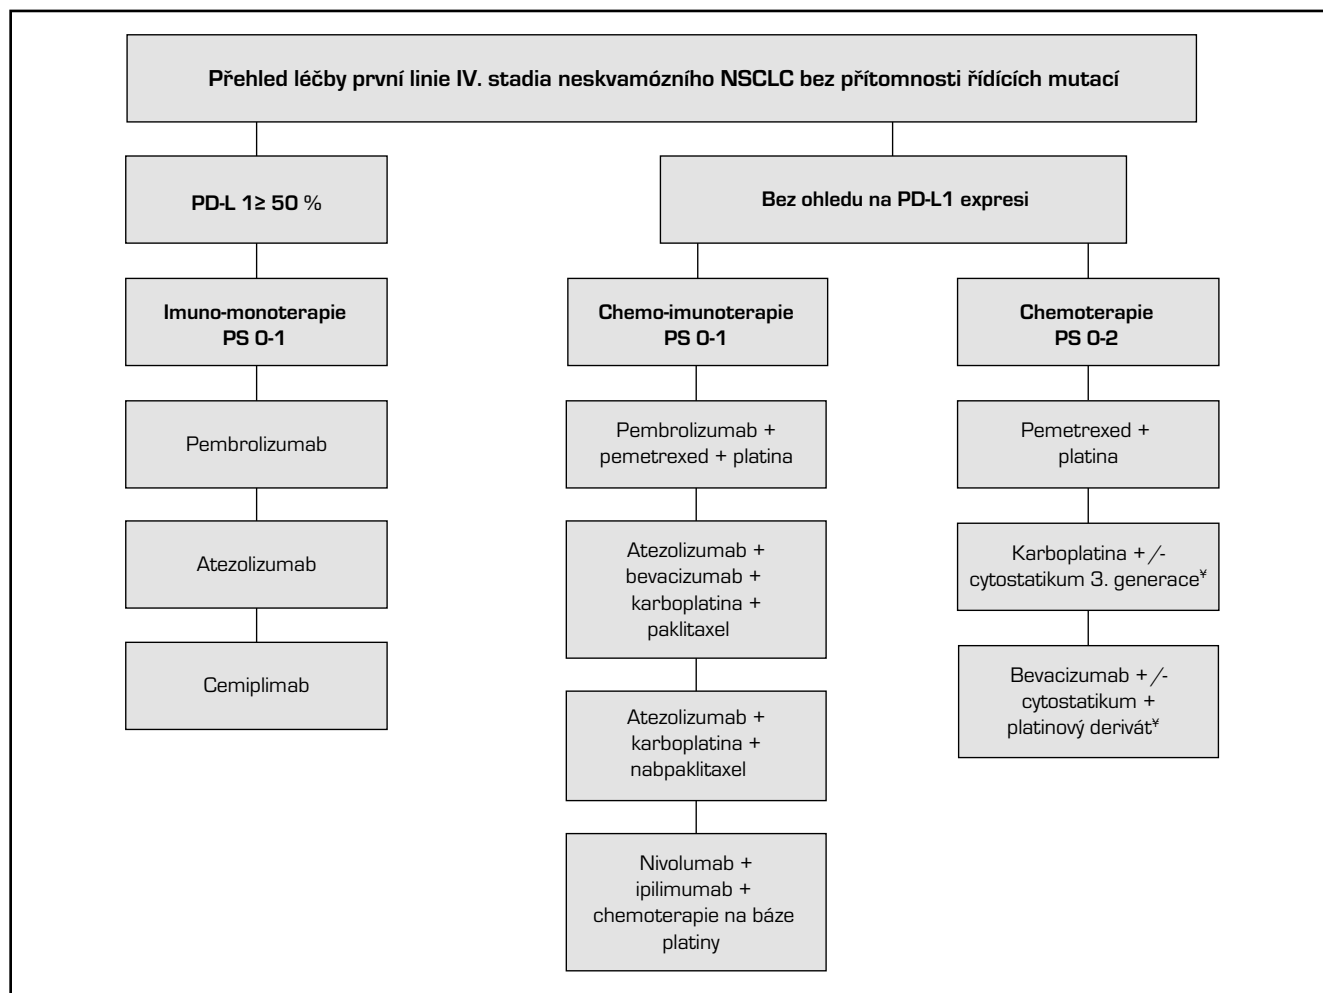 Přehled léčby první linie IV. stadia neskvamózního NSCLC bez přítomnosti řídících mutací
PD-L 1≥ 50 %
Bez ohledu na PD-L1 expresi
Imuno-monoterapie
PS 0-1
Chemo-imunoterapie
PS 0-1
Chemoterapie
PS 0-2
Pembrolizumab
Atezolizumab
Cemiplimab
Pembrolizumab +
pemetrexed + platina
Atezolizumab +
bevacizumab +
karboplatina +
paklitaxel
Atezolizumab +
karboplatina +
nabpaklitaxel
Nivolumab +
ipilimumab +
chemoterapie na báze
platiny
Pemetrexed +
platina
Karboplatina +/-
cytostatikum 3. generace¥
Bevacizumab +/-
cytostatikum +
platinový derivát¥